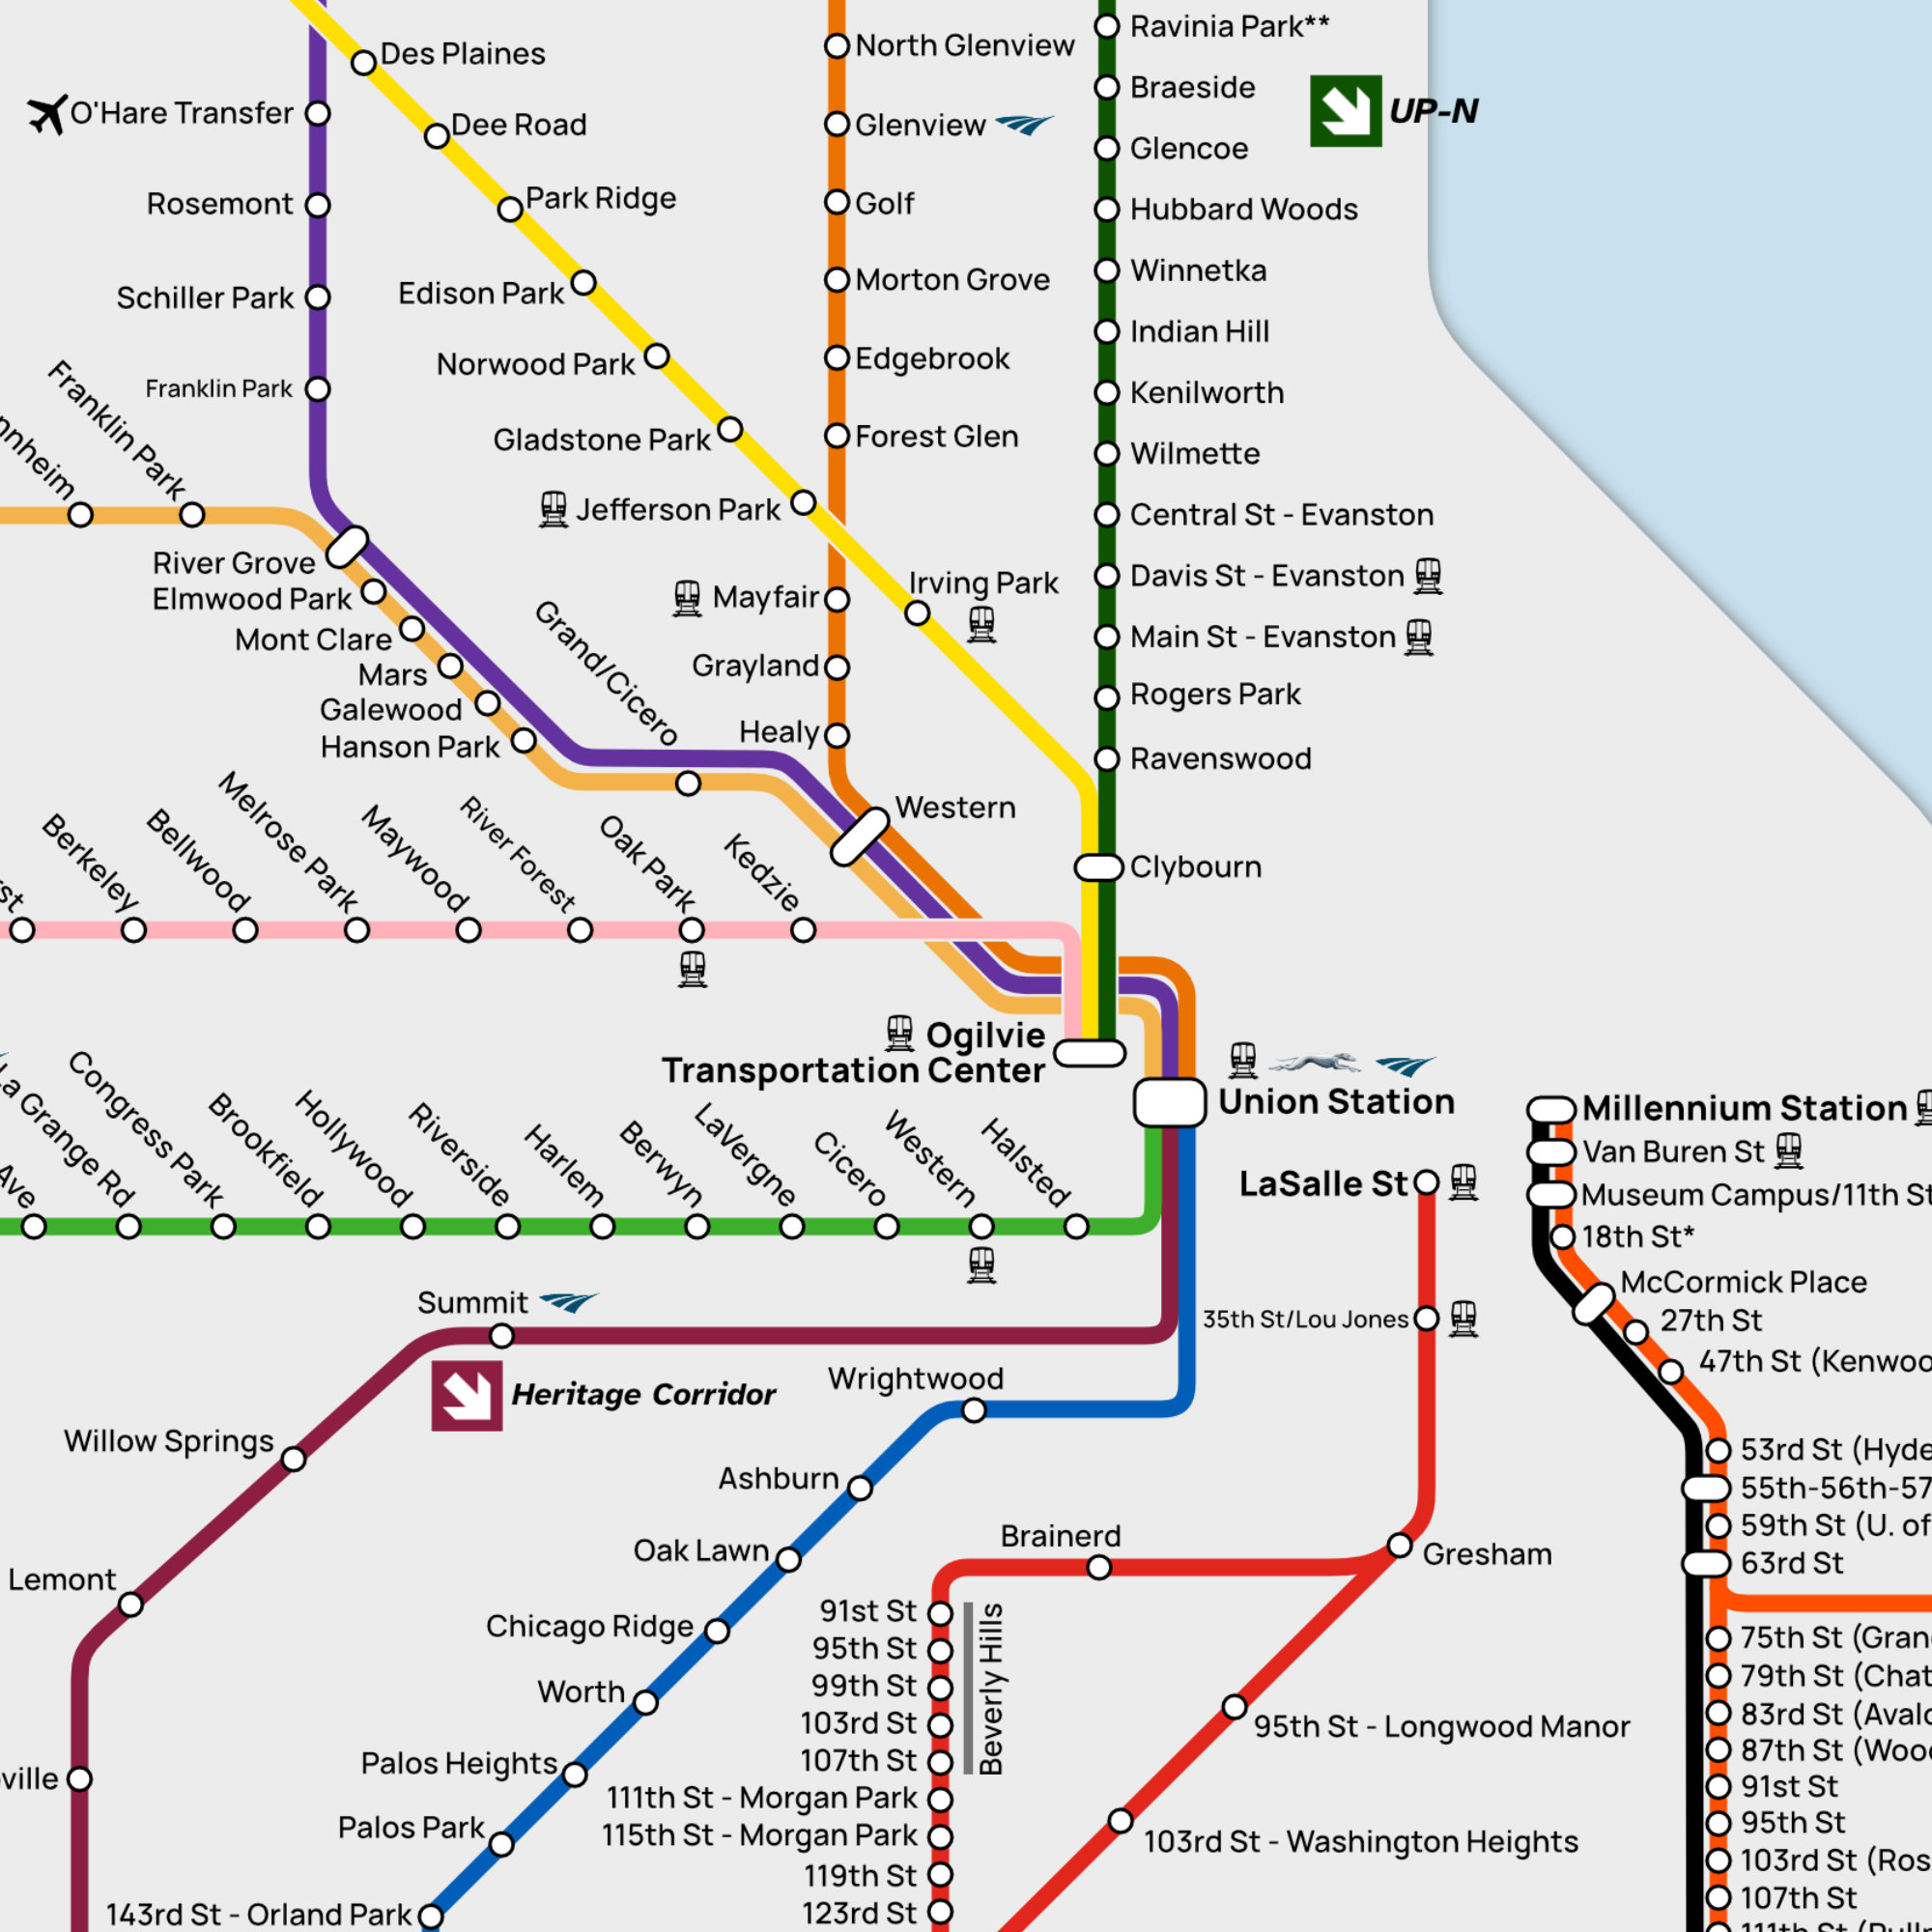 Ravinia Park**
Braeside
UP-N
Glencoe
Hubbard Woods
Winnetka
Indian Hill
Kenilworth
Wilmette
Central St - Evanston
Davis St - Evanston
Main St - Evanston
Rogers Park
Ravenswood
Clybourn
North Glenview
Glenview
Golf
Morton Grove
Edgebrook
Forest Glen
Mayfair
Grayland
Healy
Western
Des Plaines
Dee Road
Park Ridge
Edison Park
Norwood Park
Gladstone Park
Jefferson Park
Irving Park
O'Hare Transfer
Rosemont
Schiller Park
Franklin Park
Franklin Park
River Grove
Elmwood Park
Mont Clare
Mars
Galewood
Hanson Park
Grand/Cicero
Berkeley
Bellwood
Melrose Park
Maywood
River Forest
Oak Park
Kedzie
Ogilvie
Transportation Center
Union Station
Ave
La Grange Rd
Congress Park
Brookfield
Hollywood
Riverside
Harlem
Berwyn
LaVergne
Cicero
Western
Halsted
Summit
Heritage Corridor
Willow Springs
Lemont
ville
Wrightwood
Ashburn
Oak Lawn
Chicago Ridge
Worth
Palos Heights
Palos Park
143rd St - Orland Park
LaSalle St
35th St/Lou Jones
Gresham
Brainerd
91st St
95th St
99th St
103rd St
107th St
Beverly Hills
111th St - Morgan Park
115th St - Morgan Park
119th St
123rd St
95th St - Longwood Manor
103rd St - Washington Heights
Millennium Station
Van Buren St
Museum Campus/11th St
18th St*
McCormick Place
27th St
47th St (Kenwoo
53rd St (Hyde
55th-56th-57
59th St (U. of
63rd St
75th St (Gran
79th St (Chat
83rd St (Avalo
87th St (Woo
91st St
95th St
103rd St (Ros
107th St